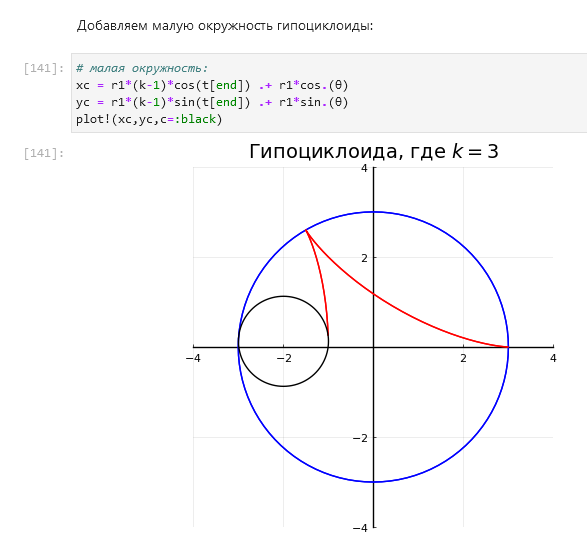 Добавляем малую окружность гипоциклоиды:
[141]: # малая окружность:
xc = r1*(k-1)*cos(t[end]) .+ r1*cos.(θ)
yc = r1*(k-1)*sin(t[end]) .+ r1*sin.(θ)
plot!(xc,yc,c=:black)
[141]:
Гипоциклоида, где k = 3
4
2
−4 −2 2 4
−2
−4